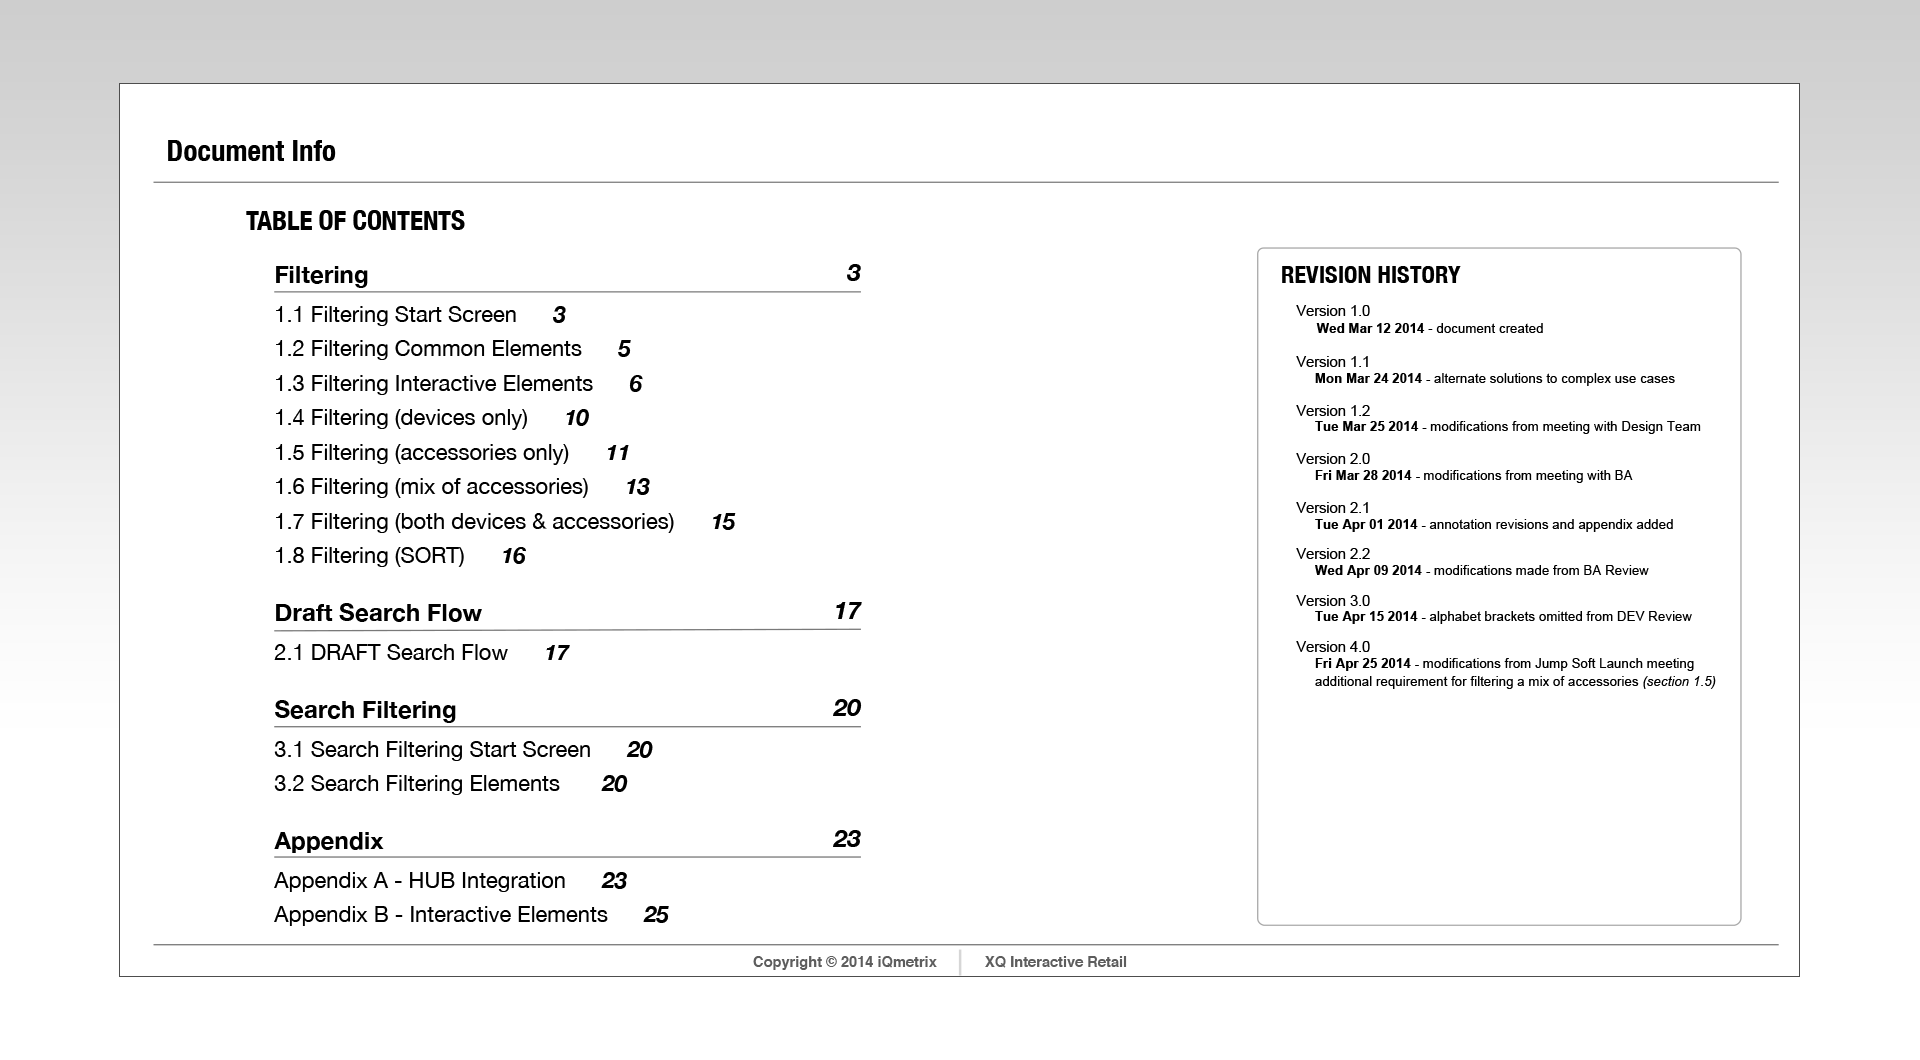 Document Info
TABLE OF CONTENTS
Filtering 3
1.1 Filtering Start Screen 3
1.2 Filtering Common Elements 5
1.3 Filtering Interactive Elements 6
1.4 Filtering (devices only) 10
1.5 Filtering (accessories only) 11
1.6 Filtering (mix of accessories) 13
1.7 Filtering (both devices & accessories) 15
1.8 Filtering (SORT) 16
Draft Search Flow 17
2.1 DRAFT Search Flow 17
Search Filtering 20
3.1 Search Filtering Start Screen 20
3.2 Search Filtering Elements 20
Appendix 23
Appendix A - HUB Integration 23
Appendix B - Interactive Elements 25
REVISION HISTORY
Version 1.0
Wed Mar 12 2014 - document created
Version 1.1
Mon Mar 24 2014 - alternate solutions to complex use cases
Version 1.2
Tue Mar 25 2014 - modifications from meeting with Design Team
Version 2.0
Fri Mar 28 2014 - modifications from meeting with BA
Version 2.1
Tue Apr 01 2014 - annotation revisions and appendix added
Version 2.2
Wed Apr 09 2014 - modifications made from BA Review
Version 3.0
Tue Apr 15 2014 - alphabet brackets omitted from DEV Review
Version 4.0
Fri Apr 25 2014 - modifications from Jump Soft Launch meeting
additional requirement for filtering a mix of accessories (section 1.5)
Copyright © 2014 iQmetrix
XQ Interactive Retail